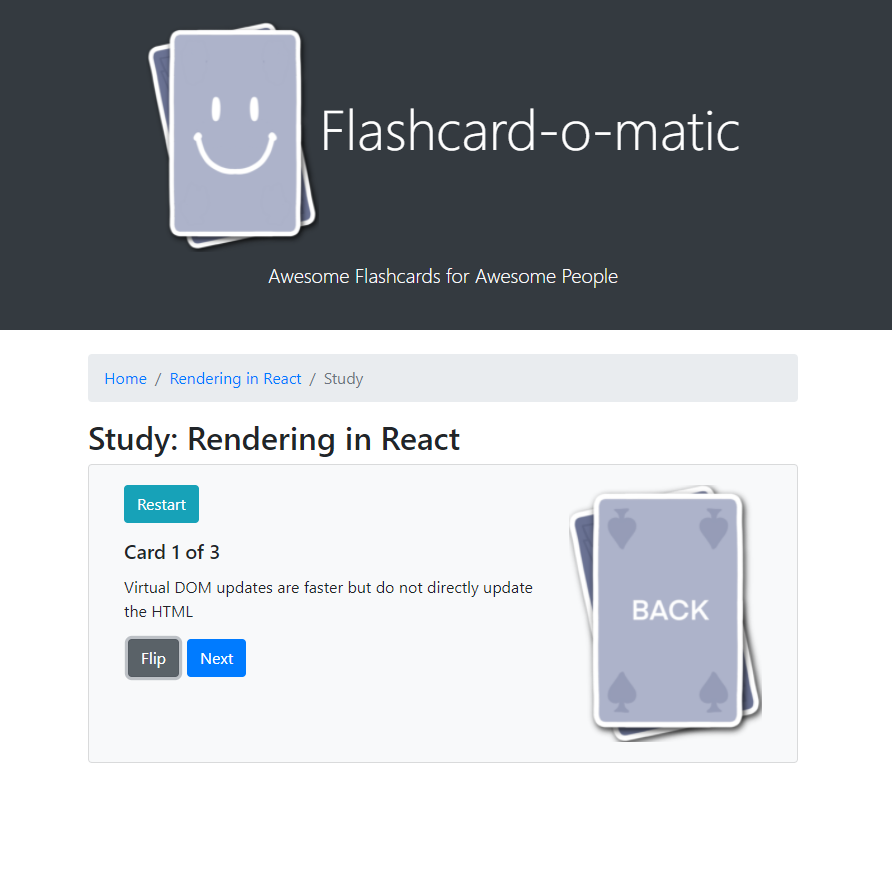 Flashcard-o-matic
Awesome Flashcards for Awesome People
Home / Rendering in React / Study
Study: Rendering in React
Restart
Card 1 of 3
Virtual DOM updates are faster but do not directly update
the HTML
BACK
Flip Next